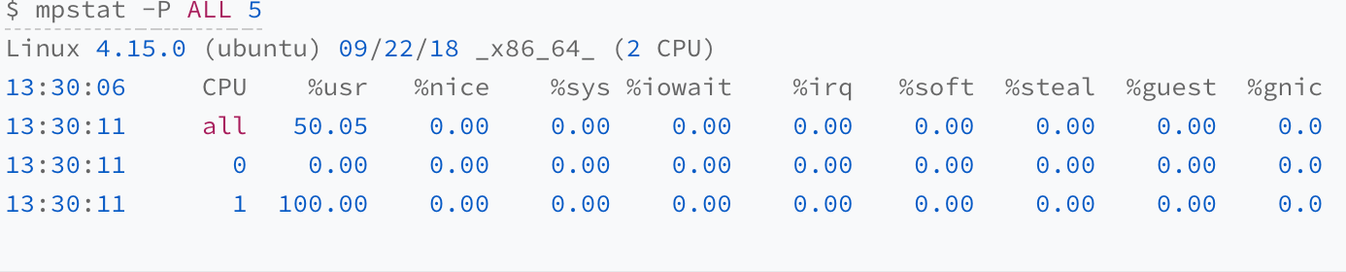 $ mpstat -P ALL 5
Linux 4.15.0 (ubuntu) 09/22/18 _x86_64_ (2 CPU)
13:30:06 CPU %usr %nice %sys %iowait %irq %soft %steal %guest %gnic
13:30:11 all 50.05 0.00 0.00 0.00 0.00 0.00 0.00 0.00 0.0
13:30:11 0 0.00 0.00 0.00 0.00 0.00 0.00 0.00 0.00 0.0
13:30:11 1 100.00 0.00 0.00 0.00 0.00 0.00 0.00 0.00 0.0